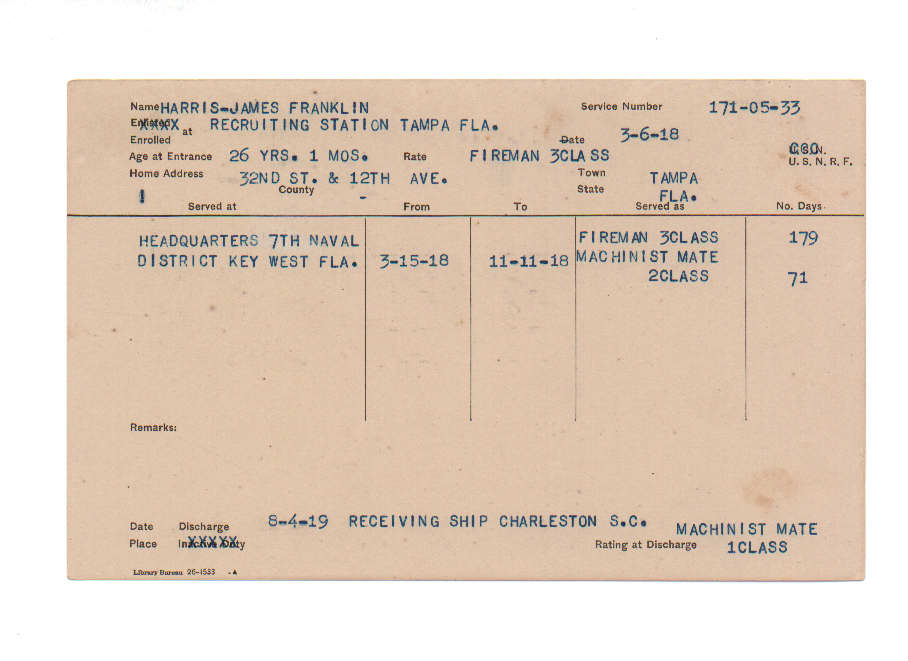 Name HARRIS-JAMES FRANKLIN Service Number 171-05-33
Enlisted XXXX at RECRUITING STATION TAMPA FLA.
Enrolled Date 3-6-18 U.S.N.
Age at Entrance 26 YRS. 1 MOS. Rate FIREMAN 3CLASS U. S. N. R. F.
Home Address 32ND ST. & 12TH AVE. Town TAMPA
County - State FLA.
Served at From To Served as No. Days
HEADQUARTERS 7TH NAVAL FIREMAN 3CLASS 179
DISTRICT KEY WEST FLA. 3-15-18 11-11-18 MACHINIST MATE
2CLASS 71
Remarks:
Date Discharge 8-4-19 RECEIVING SHIP CHARLESTON S.C. MACHINIST MATE
Place Inactive Duty XXXXX Rating at Discharge 1CLASS
Library Bureau 26-1533 -A